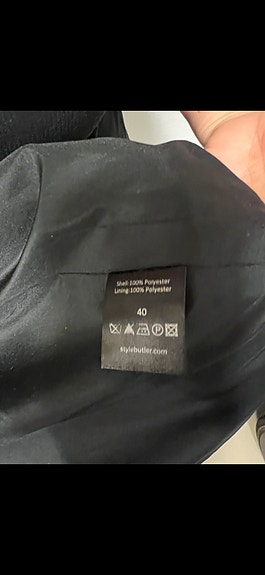 Shell:100% Polyester
Lining:100% Polyester
40
P
stylebutler.com